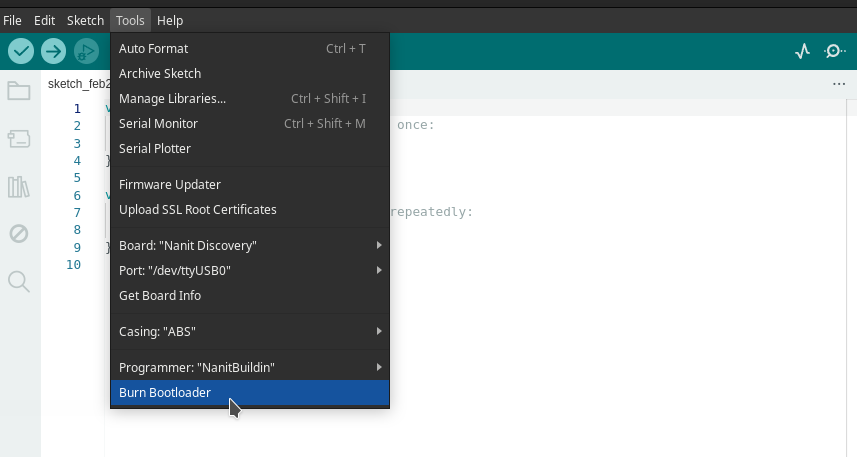 File Edit Sketch Tools Help
sketch_feb2
Auto Format Ctrl + T
Archive Sketch
Manage Libraries... Ctrl + Shift + I
Serial Monitor Ctrl + Shift + M
Serial Plotter
Firmware Updater
Upload SSL Root Certificates
Board: "Nanit Discovery"
Port: "/dev/ttyUSB0"
Get Board Info
Casing: "ABS"
Programmer: "NanitBuildin"
Burn Bootloader
1 v
2 once:
3
4 }
5
6 v
7 repeatedly:
8
9 }
10